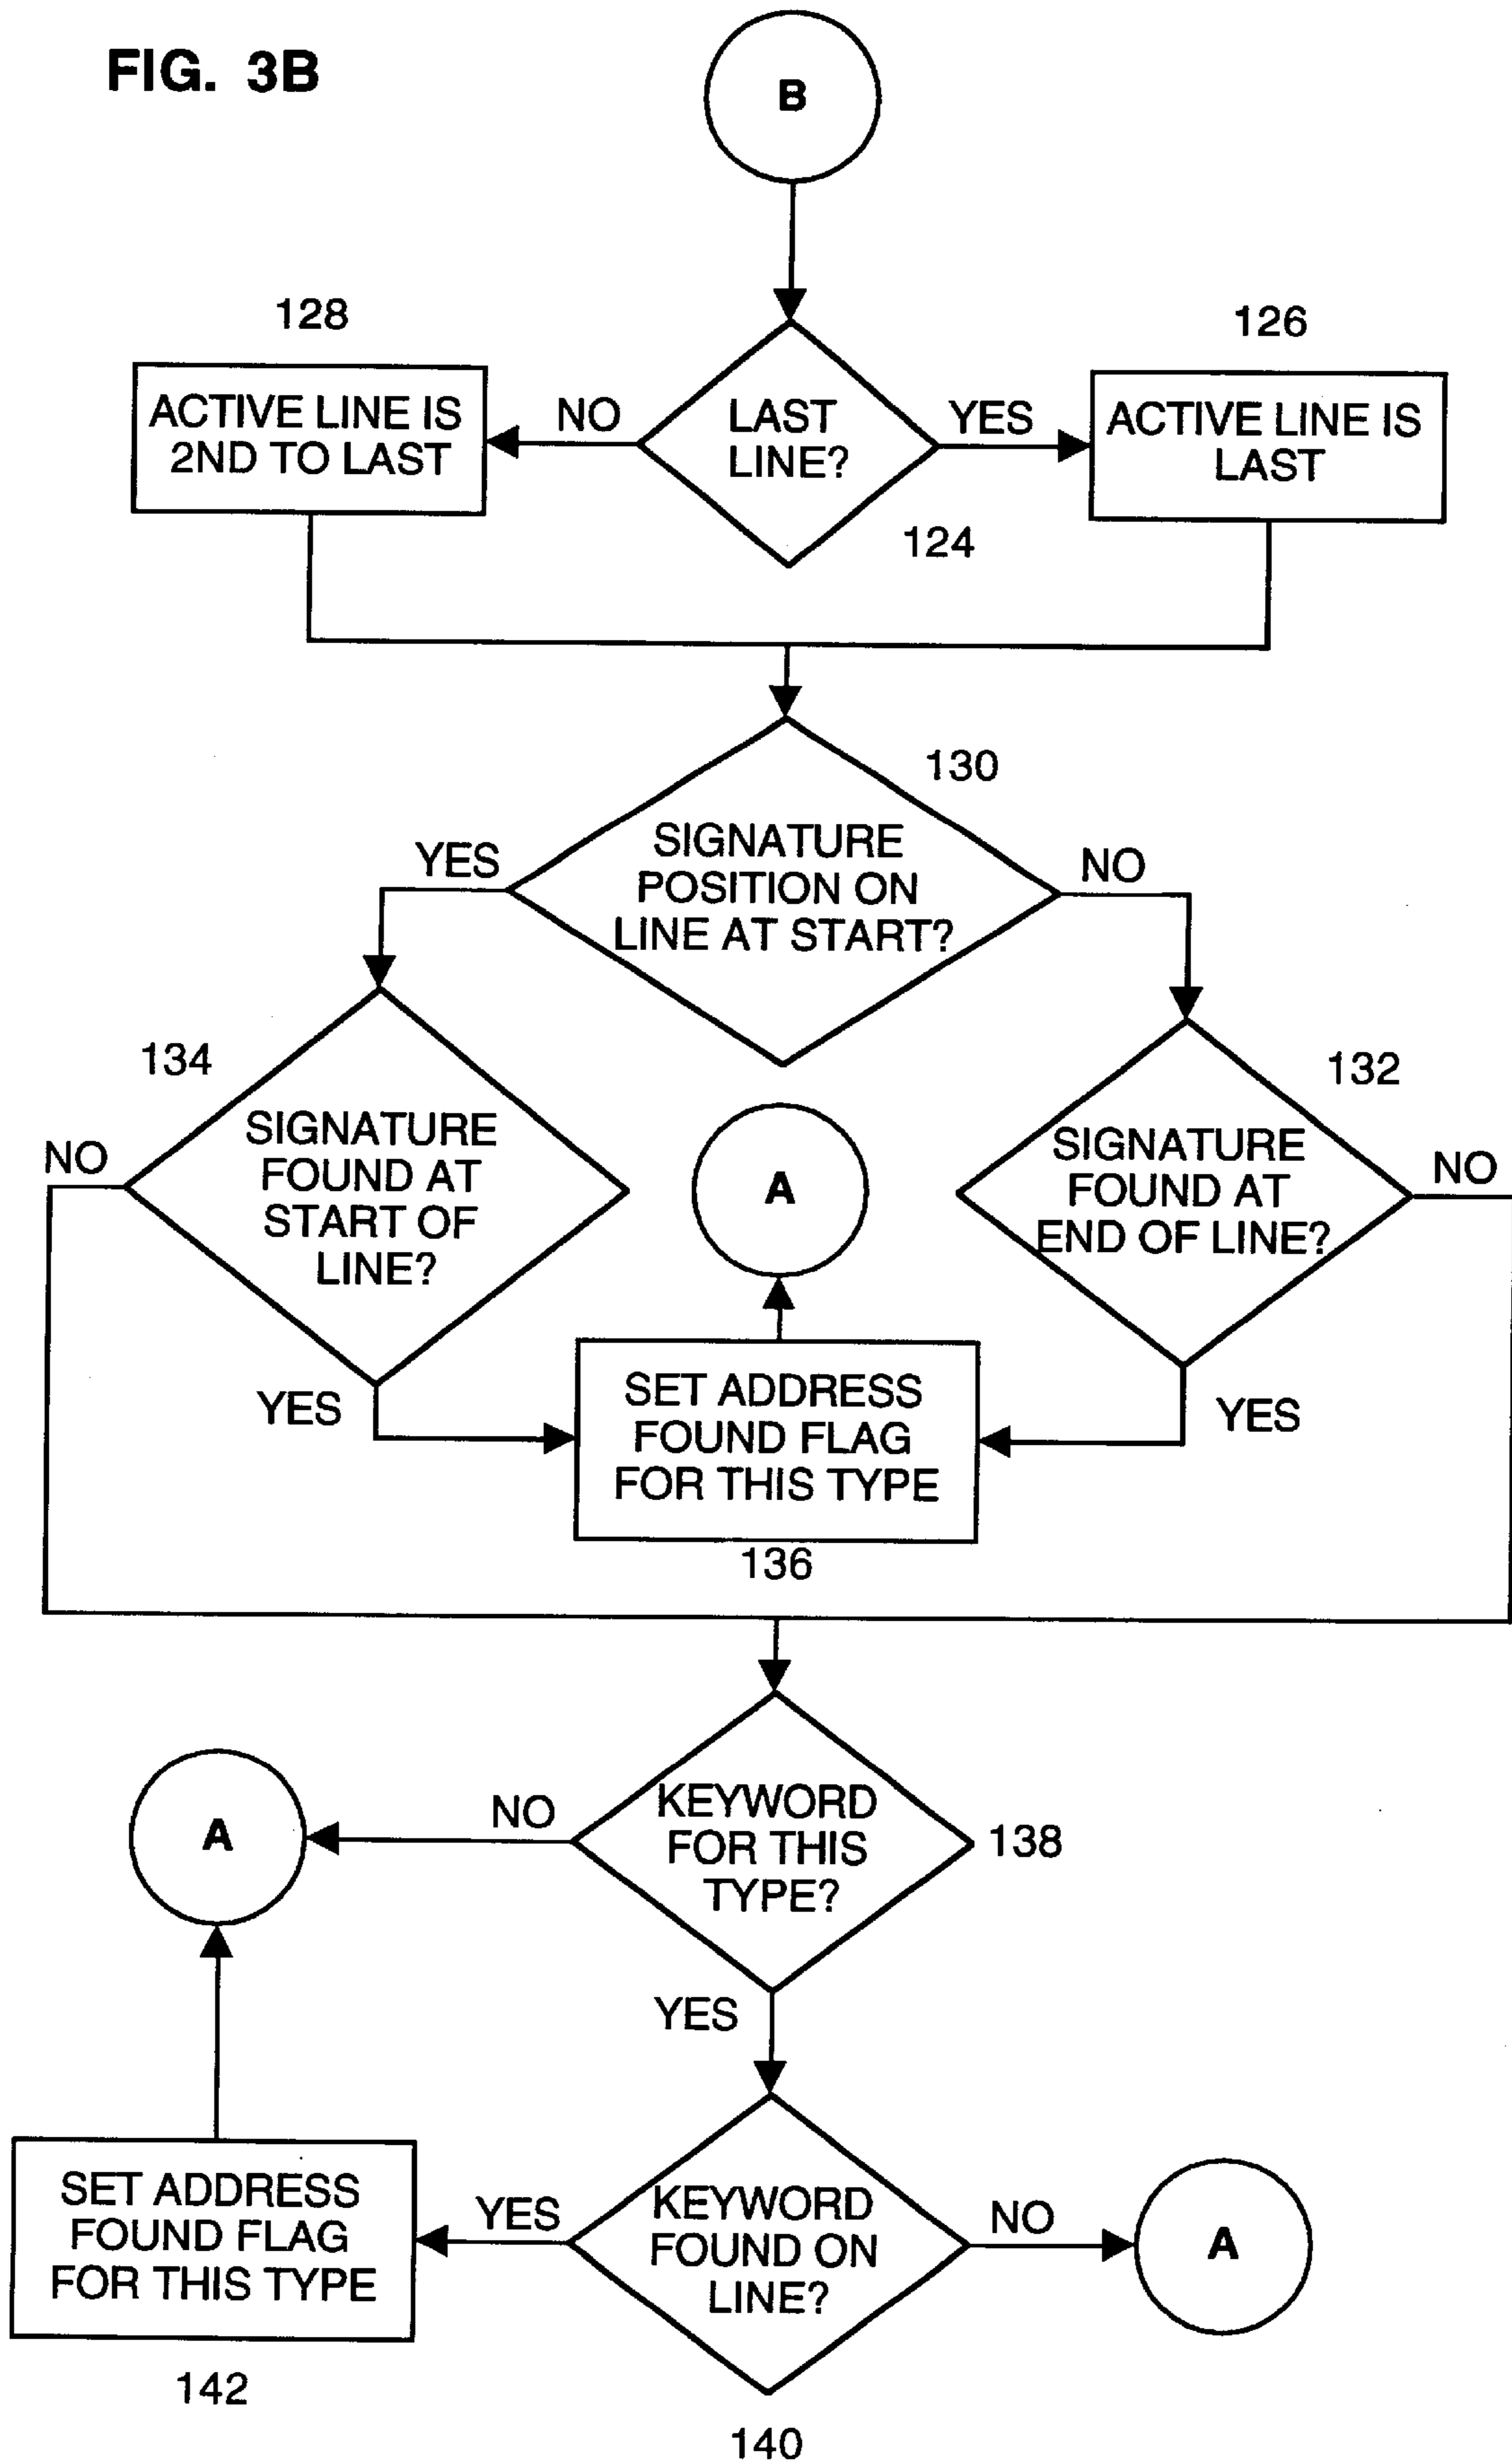 FIG. 3B
B
128
126
ACTIVE LINE IS
2ND TO LAST
NO
LAST
LINE?
YES
ACTIVE LINE IS
LAST
124
130
YES
SIGNATURE
POSITION ON
LINE AT START?
NO
134
132
NO
SIGNATURE
FOUND AT
START OF
LINE?
A
SIGNATURE
FOUND AT
END OF LINE?
NO
YES
SET ADDRESS
FOUND FLAG
FOR THIS TYPE
YES
136
A
NO
KEYWORD
FOR THIS
TYPE?
138
YES
SET ADDRESS
FOUND FLAG
FOR THIS TYPE
YES
KEYWORD
FOUND ON
LINE?
NO
A
142
140